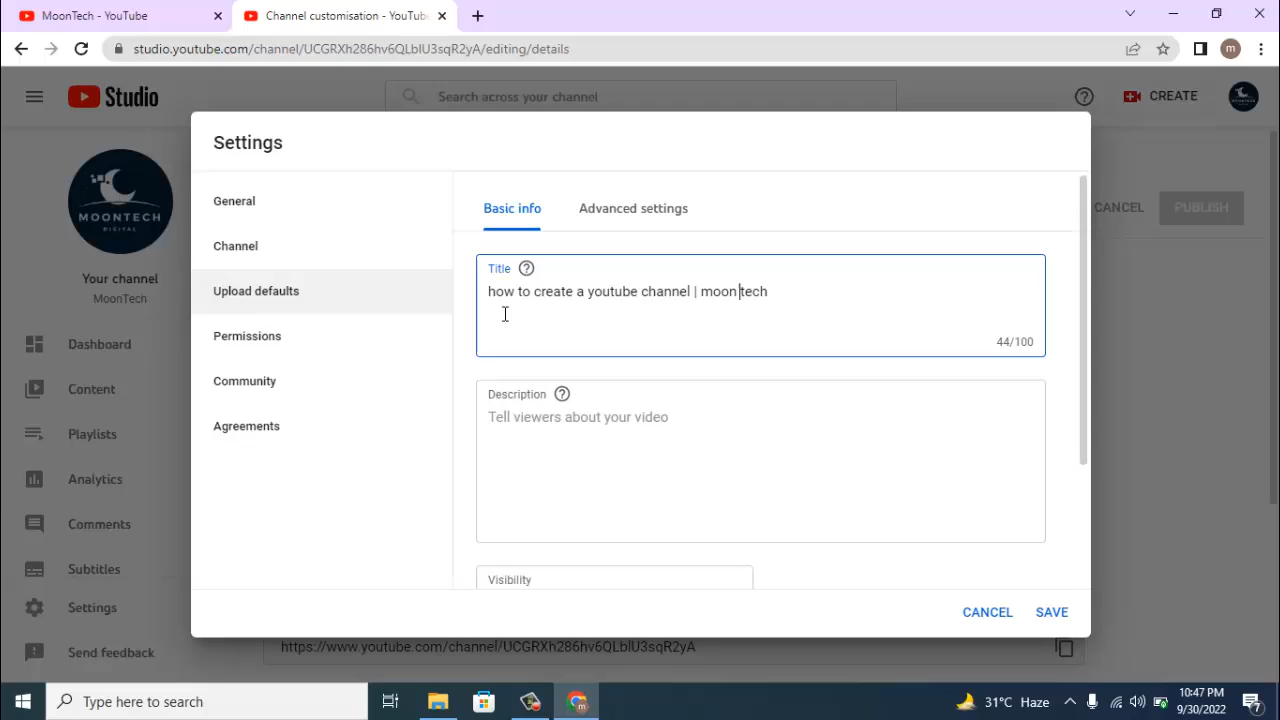 MoonTech - YouTube
Channel customisation - YouTube
studio.youtube.com/channel/UCGRXh286hv6QLblU3sqR2yA/editing/details
m
Studio
Search across your channel
CREATE
MOONTECH
DIGITAL
Your channel
MoonTech
Dashboard
Content
Playlists
Analytics
Comments
Subtitles
Settings
Send feedback
CANCEL
PUBLISH
Settings
General
Channel
Upload defaults
Permissions
Community
Agreements
Basic info
Advanced settings
Title
how to create a youtube channel | moon tech
44/100
Description
Tell viewers about your video
Visibility
CANCEL
SAVE
https://www.youtube.com/channel/UCGRXh286hv6QLblU3sqR2yA
Type here to search
31°C Haze
10:47 PM
9/30/2022
7